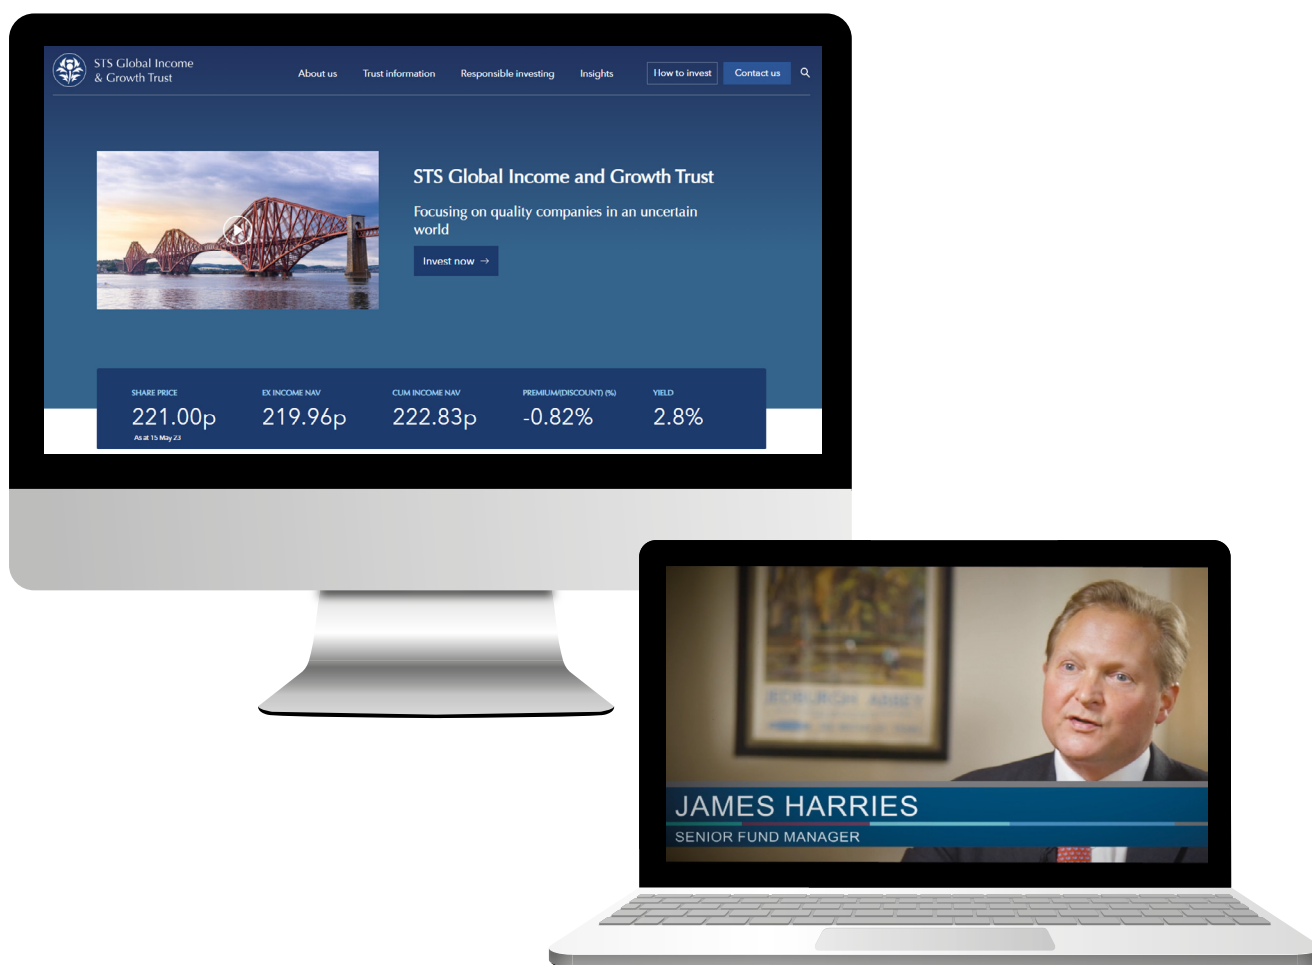 STS Global Income
& Growth Trust
About us
Trust information
Responsible investing
Insights
How to invest
Contact us
STS Global Income and Growth Trust
Focusing on quality companies in an uncertain
world
Invest now →
SHARE PRICE
EX INCOME NAV
CUM INCOME NAV
PREMIUM/(DISCOUNT) (%)
YIELD
221.00p
219.96p
222.83p
-0.82%
2.8%
As at 15 May 23
ABBEY
JAMES HARRIES
SENIOR FUND MANAGER